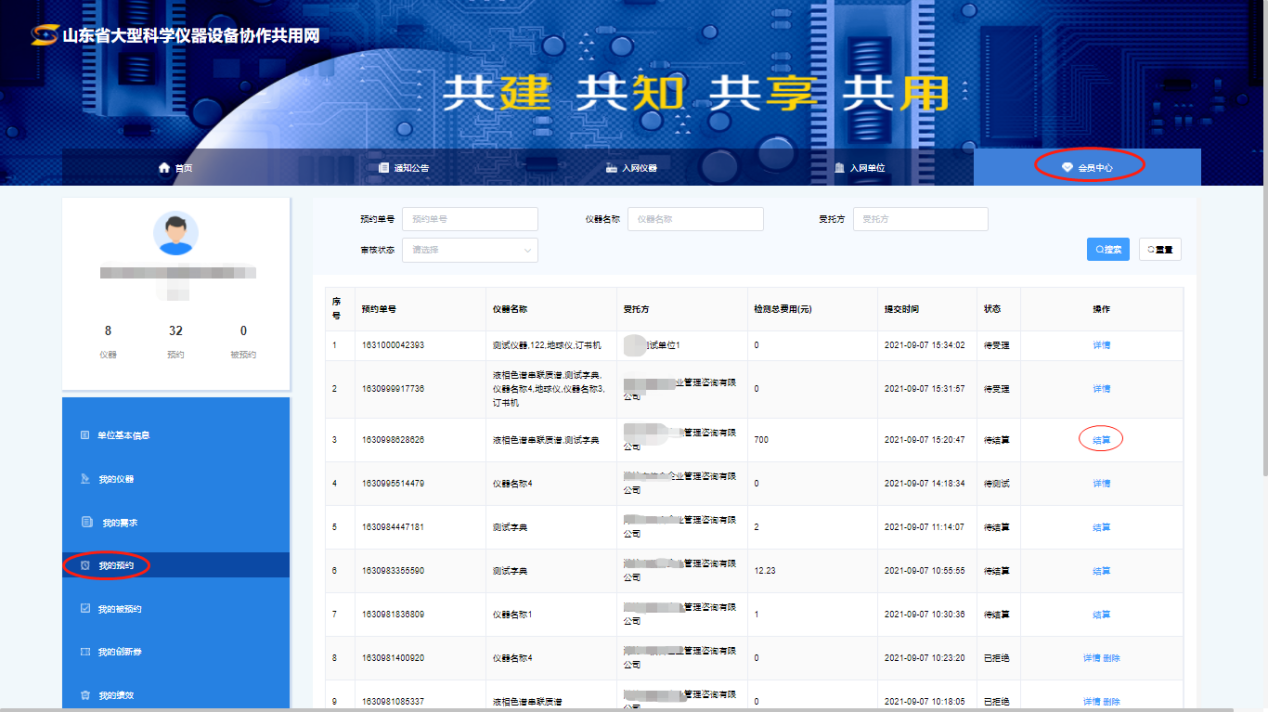 山东省大型科学仪器设备协作共用网
共建 共知 共享 共用
首页 通知公告 入网仪器 入网单位 会员中心
预约单号 预约单号 仪器名称 仪器名称 受托方 受托方
审核状态 请选择 搜索 重置
8 32 0
仪器 预约 被预约
单位基本信息
我的仪器
我的需求
我的预约
我的被预约
我的创新券
我的绩效
序号 预约单号 仪器名称 受托方 检测总费用(元) 提交时间 状态 操作
1 1631000042393 测试仪器,122,地球仪,订书机 试单位1 0 2021-09-07 15:34:02 待受理 详情
2 1630999917736 液相色谱串联质谱,测试字典,
仪器名称4,地球仪,仪器名称3,
订书机 业管理咨询有限
公司 0 2021-09-07 15:31:57 待受理 详情
3 1630998628626 液相色谱串联质谱,测试字典 管理咨询有限
公司 700 2021-09-07 15:20:47 待结算 结算
4 1630995514479 仪器名称4 企业管理咨询有限
公司 0 2021-09-07 14:18:34 待测试 详情
5 1630984447181 测试字典 业管理咨询有限
公司 2 2021-09-07 11:14:07 待结算 结算
6 1630983355590 测试字典 管理咨询有限
公司 12.23 2021-09-07 10:55:55 待结算 结算
7 1630981836809 仪器名称1 管理咨询有限
公司 1 2021-09-07 10:30:36 待结算 结算
8 1630981400920 仪器名称4 管理咨询有限
公司 0 2021-09-07 10:23:20 已拒绝 详情 删除
9 1630981085337 液相色谱串联质谱 管理咨询有限
公司 0 2021-09-07 10:18:05 已拒绝 详情 删除